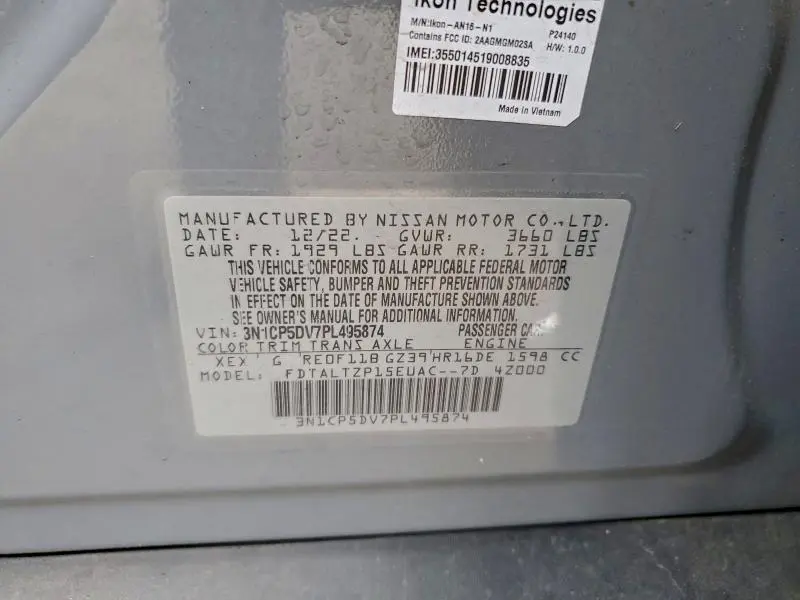 Ikon Technologies
M/N:Ikon-AN16-N1 P24140
Contains FCC ID: 2AAGMGM02SA H/W: 1.0.0
IMEI:355014519008835
Made in Vietnam
MANUFACTURED BY NISSAN MOTOR CO.,LTD.
DATE: 12/22. GVWR: 3660 LBS
GAWR FR: 1929 LBS GAWR RR: 1731 LBS
THIS VEHICLE CONFORMS TO ALL APPLICABLE FEDERAL MOTOR
VEHICLE SAFETY, BUMPER AND THEFT PREVENTION STANDARDS
IN EFFECT ON THE DATE OF MANUFACTURE SHOWN ABOVE.
SEE OWNER'S MANUAL FOR ADDITIONAL INFORMATION.
VIN: 3N1CP5DV7PL495874 PASSENGER CAR
COLOR TRIM TRANS AXLE ENGINE
XEX G RE0F11B GZ39 HR16DE 1598 CC
MODEL: FDTALTZP15EUAC--7D 4Z000
3N1CP5DV7PL495874